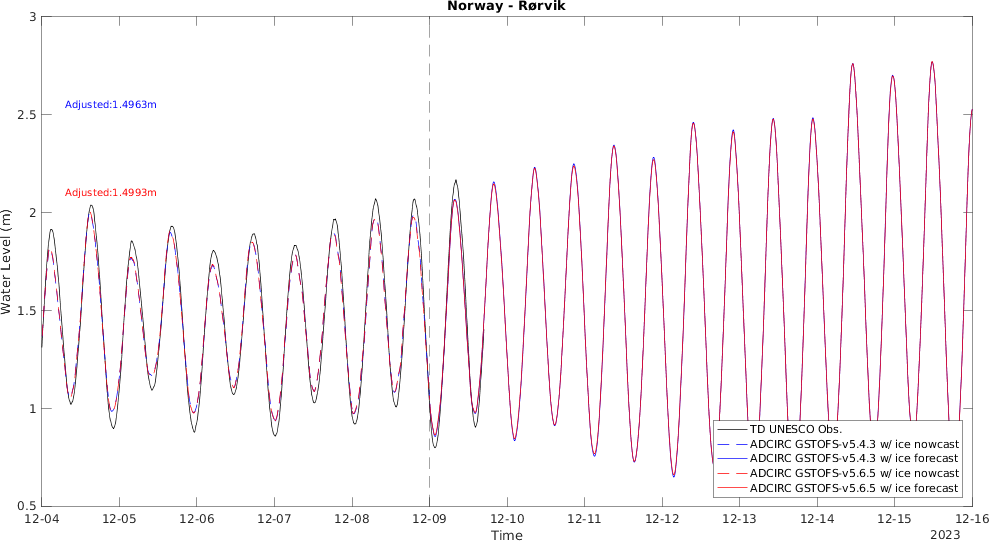 Norway - Rørvik
3
2.5
2
1.5
1
0.5
Water Level (m)
Adjusted:1.4963m
Adjusted:1.4993m
TD UNESCO Obs.
ADCIRC GSTOFS-v5.4.3 w/ ice nowcast
ADCIRC GSTOFS-v5.4.3 w/ ice forecast
ADCIRC GSTOFS-v5.6.5 w/ ice nowcast
ADCIRC GSTOFS-v5.6.5 w/ ice forecast
12-04 12-05 12-06 12-07 12-08 12-09 12-10 12-11 12-12 12-13 12-14 12-15 12-16
Time
2023